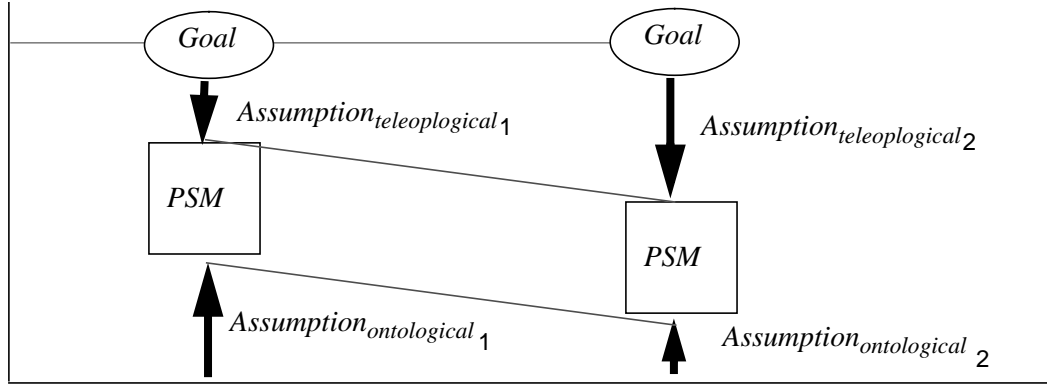 Goal
Goal
Assumption_teleoplogical 1
Assumption_teleoplogical 2
PSM
PSM
Assumption_ontological 1
Assumption_ontological 2